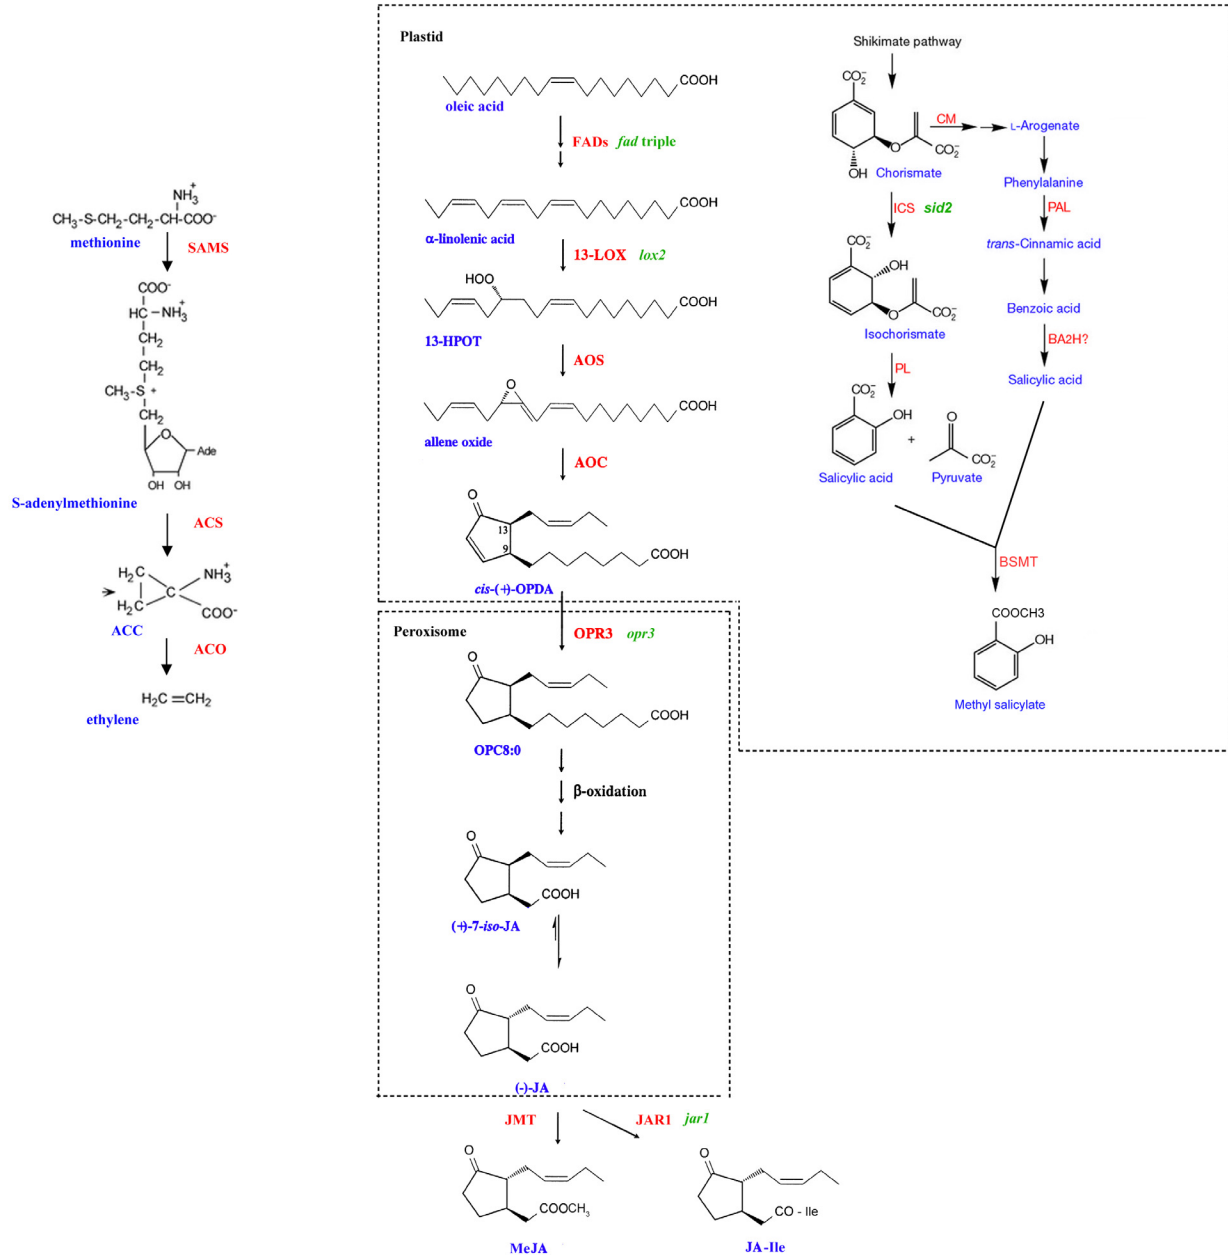 NH3+
CH3-S-CH2-CH2-CH-COO-
methionine
SAMS
COO-
HC-NH3+
CH2
CH2
CH3-S+
CH2
O
Ade
OH OH
S-adenylmethionine
ACS
H2C
H2C
C
NH3+
COO-
ACC
ACO
H2C=CH2
ethylene
Plastid
COOH
oleic acid
FADs fad triple
COOH
α-linolenic acid
13-LOX lox2
HOO
COOH
13-HPOT
AOS
O
COOH
allene oxide
AOC
O
13
9
COOH
cis-(+)-OPDA
Peroxisome
OPR3 opr3
O
COOH
OPC8:0
β-oxidation
O
COOH
(+)-7-iso-JA
O
COOH
(-)-JA
JMT
JAR1 jar1
O
COOCH3
MeJA
O
CO - Ile
JA-Ile
Shikimate pathway
CO2-
O
CO2-
OH
Chorismate
CM
L-Arogenate
Phenylalanine
PAL
trans-Cinnamic acid
Benzoic acid
BA2H?
Salicylic acid
ICS sid2
CO2-
OH
O
CO2-
Isochorismate
PL
CO2-
OH
Salicylic acid
+
O
CO2-
Pyruvate
BSMT
COOCH3
OH
Methyl salicylate